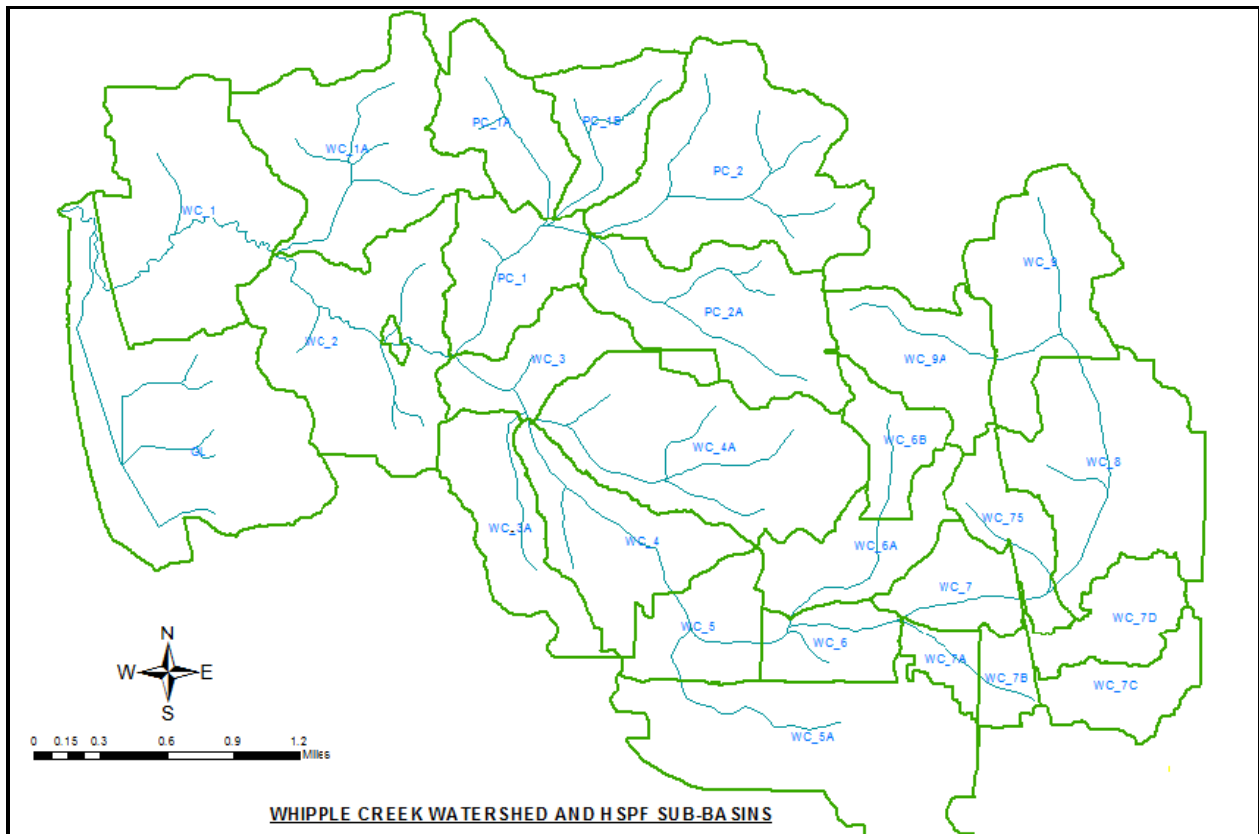 PC_1A
PC_1B
WC_1A
PC_2
WC_1
WC_9
PC_1
PC_2A
WC_2
WC_3
WC_9A
WC_4A
WC_6B
GL
WC_8
WC_75
WC_3A
WC_4
WC_6A
WC_7
WC_5
WC_6
WC_7D
WC_7A
WC_7B
WC_7C
WC_5A
N
W E
S
0 0.15 0.3 0.6 0.9 1.2
Miles
WHIPPLE CREEK WATERSHED AND HSPF SUB-BASINS